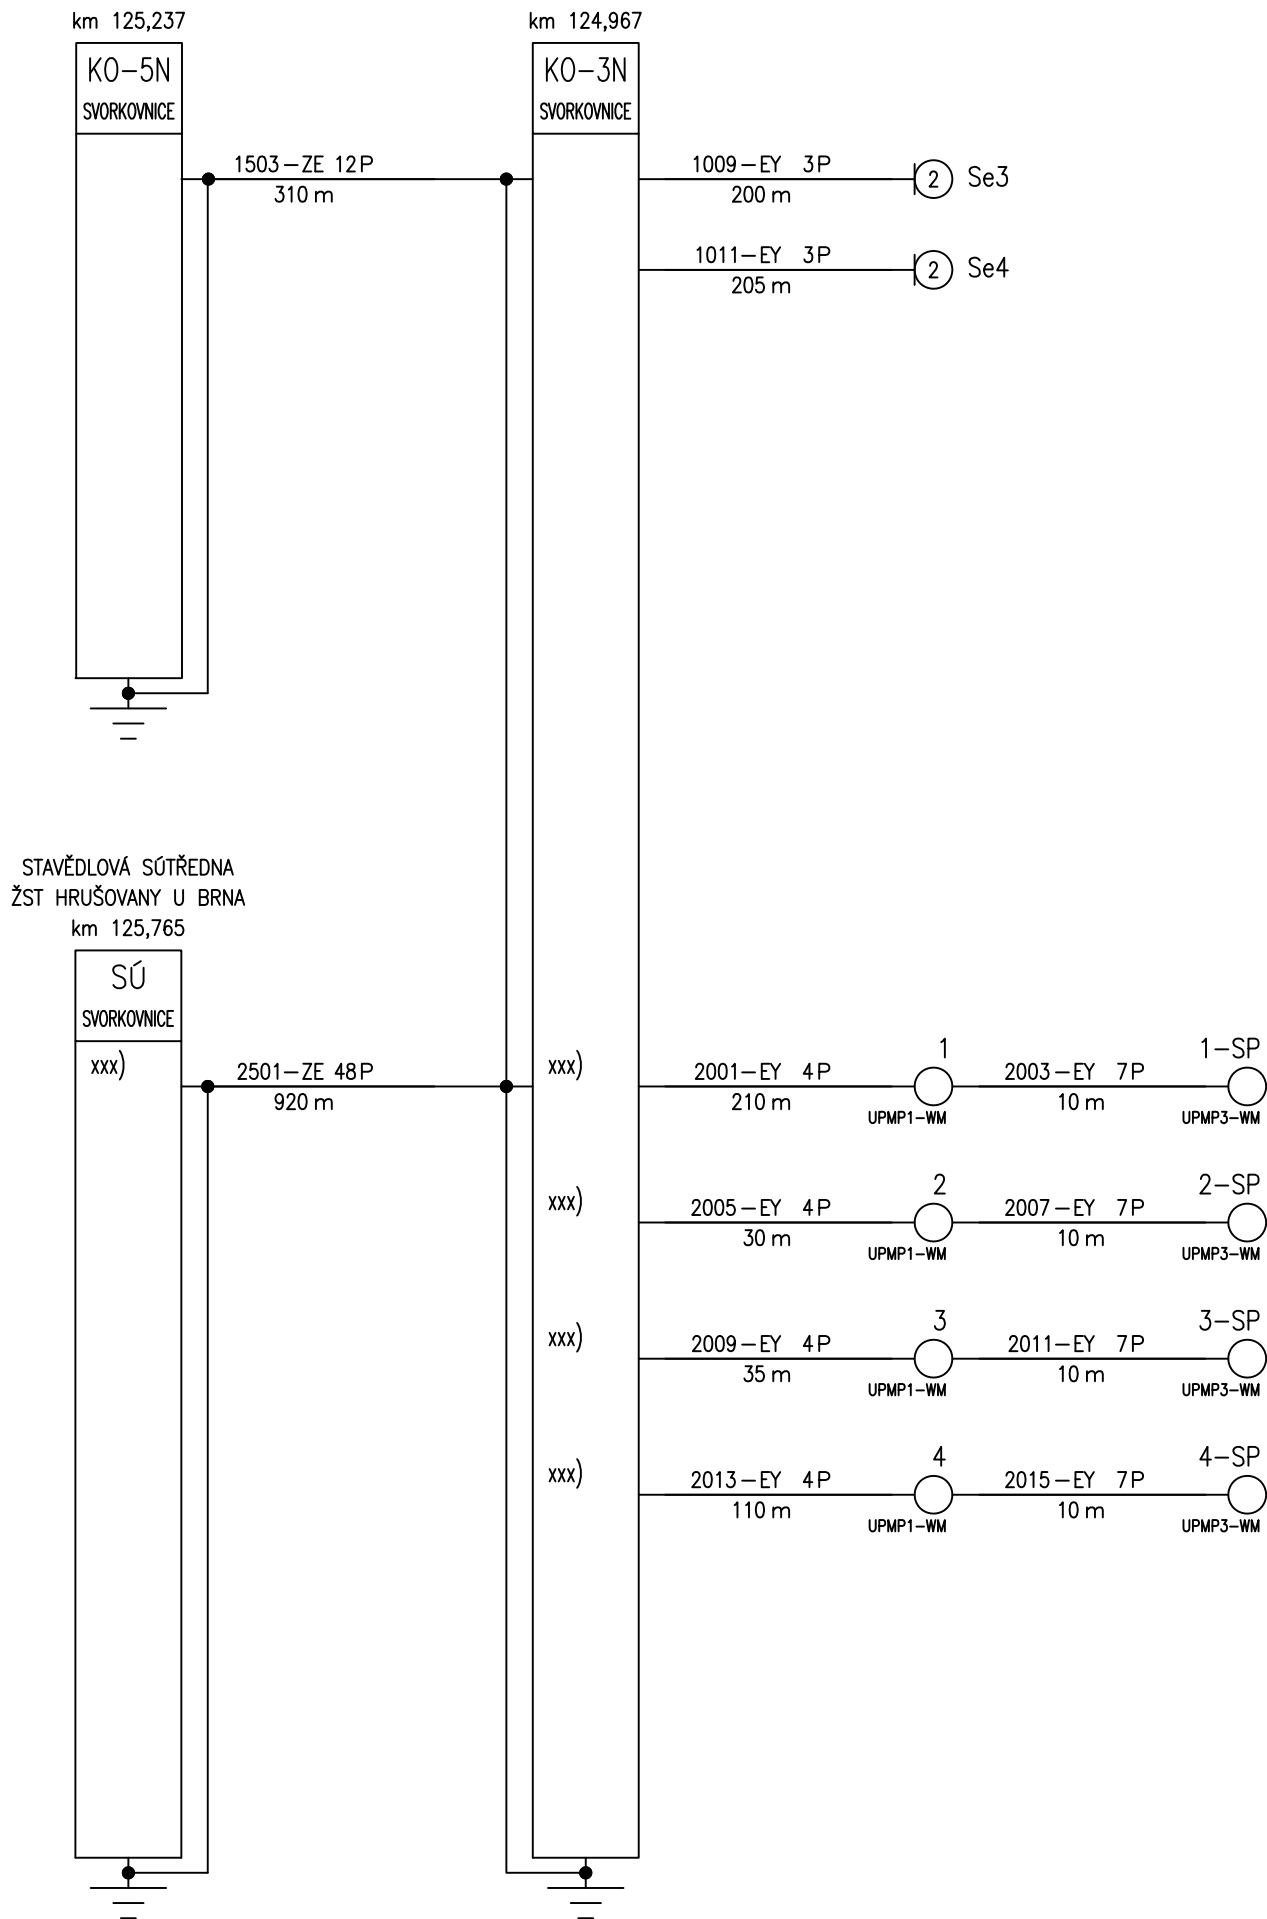 km 125,237
KO-5N
SVORKOVNICE
1503-ZE 12P
310 m
km 124,967
KO-3N
SVORKOVNICE
1009-EY 3P
200 m
2 Se3
1011-EY 3P
205 m
2 Se4
STAVĚDLOVÁ SÚTŘEDNA
ŽST HRUŠOVANY U BRNA
km 125,765
SÚ
SVORKOVNICE
xxx)
2501-ZE 48P
920 m
xxx)
2001-EY 4P
210 m
1
UPMP1-WM
2003-EY 7P
10 m
1-SP
UPMP3-WM
xxx)
2005-EY 4P
30 m
2
UPMP1-WM
2007-EY 7P
10 m
2-SP
UPMP3-WM
xxx)
2009-EY 4P
35 m
3
UPMP1-WM
2011-EY 7P
10 m
3-SP
UPMP3-WM
xxx)
2013-EY 4P
110 m
4
UPMP1-WM
2015-EY 7P
10 m
4-SP
UPMP3-WM